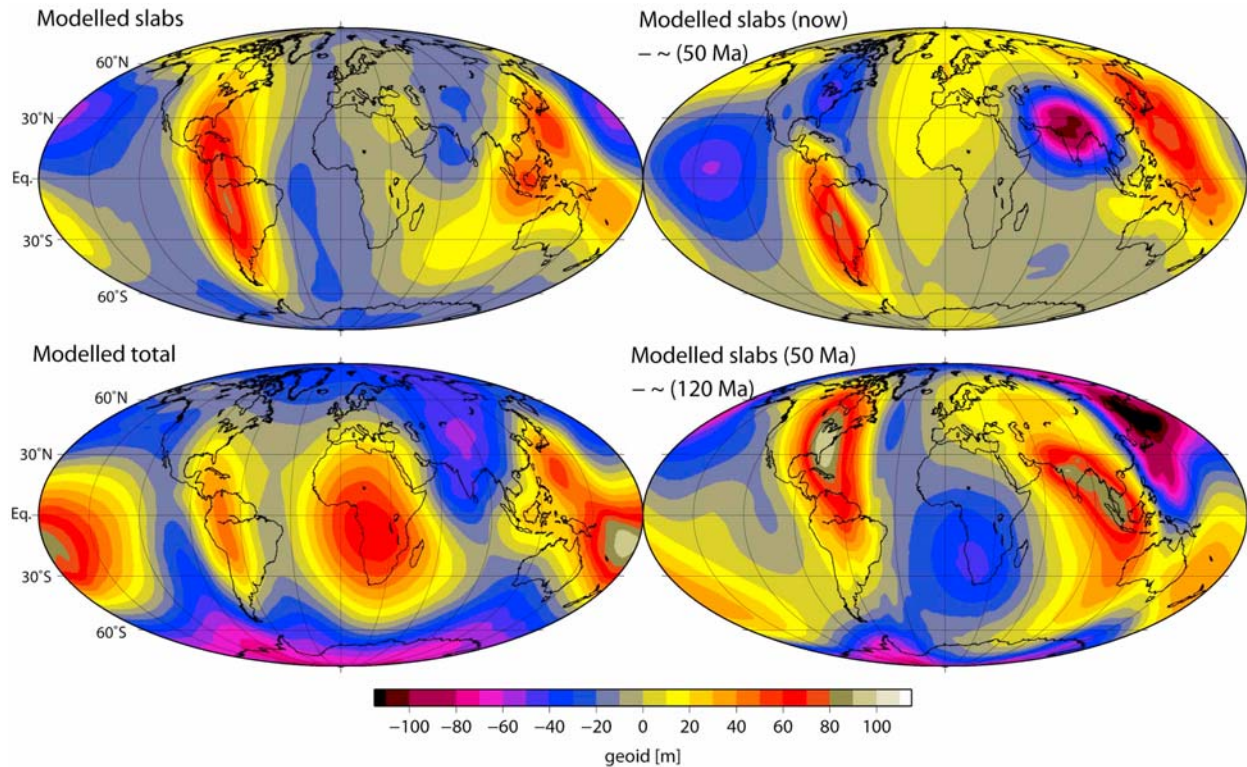 Modelled slabs
60˚N
30˚N
Eq.
30˚S
60˚S
Modelled slabs (now)
– ~ (50 Ma)
Modelled total
60˚N
30˚N
Eq.
30˚S
60˚S
Modelled slabs (50 Ma)
– ~ (120 Ma)
−100 −80 −60 −40 −20 0 20 40 60 80 100
geoid [m]